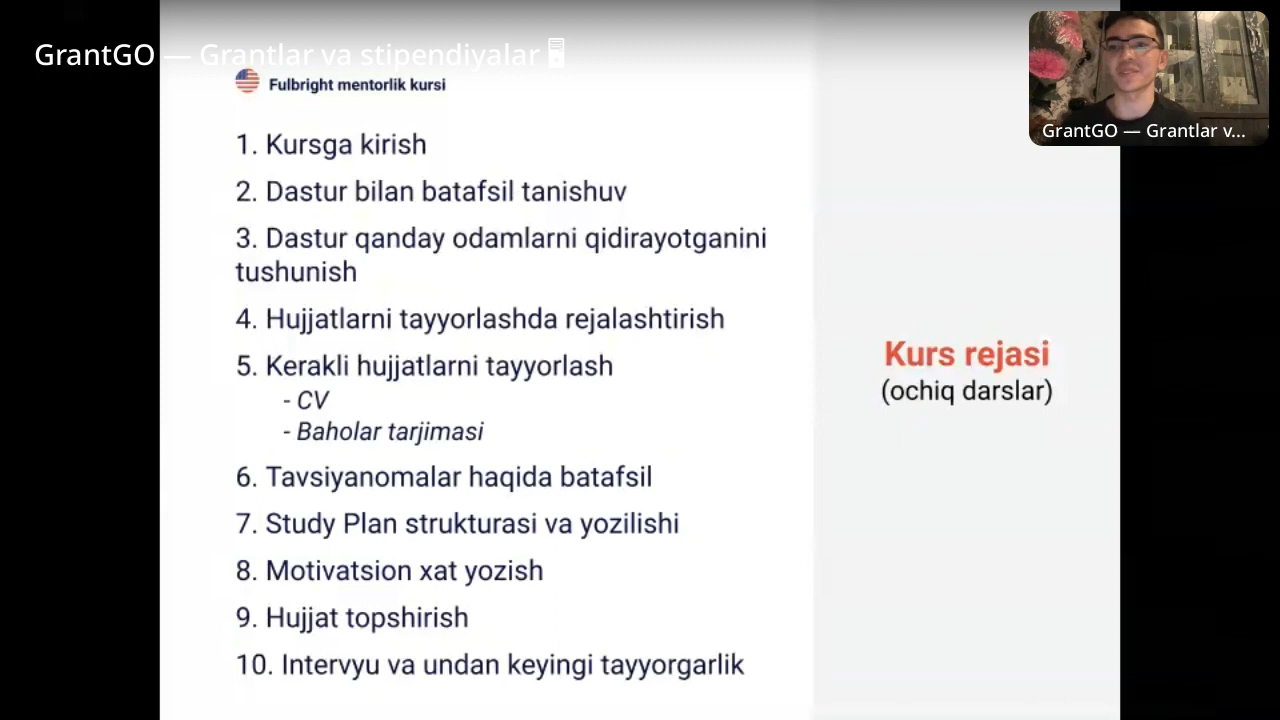 GrantGO — Grantlar va stipendiyalar
GrantGO — Grantlar v...
Fulbright mentorlik kursi
1. Kursga kirish
2. Dastur bilan batafsil tanishuv
3. Dastur qanday odamlarni qidirayotganini
tushunish
4. Hujjatlarni tayyorlashda rejalashtirish
5. Kerakli hujjatlarni tayyorlash
- CV
- Baholar tarjimasi
6. Tavsiyanomalar haqida batafsil
7. Study Plan strukturasi va yozilishi
8. Motivatsion xat yozish
9. Hujjat topshirish
10. Intervyu va undan keyingi tayyorgarlik
Kurs rejasi
(ochiq darslar)